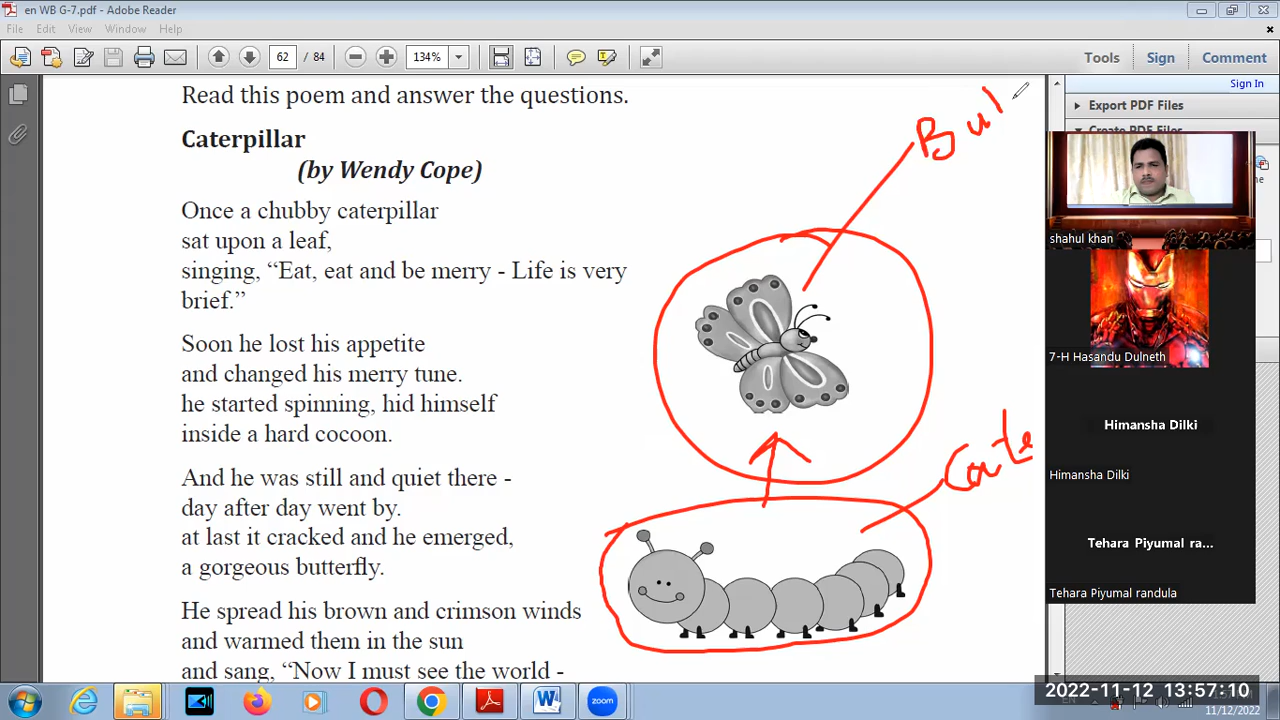 en WB G-7.pdf - Adobe Reader
File Edit View Window Help
62 / 84 134% Tools Sign Comment
Sign In
Export PDF Files
Create PDF Files
Read this poem and answer the questions.
Caterpillar
(by Wendy Cope)
Once a chubby caterpillar
sat upon a leaf,
singing, “Eat, eat and be merry - Life is very
brief.”
Soon he lost his appetite
and changed his merry tune.
he started spinning, hid himself
inside a hard cocoon.
And he was still and quiet there -
day after day went by.
at last it cracked and he emerged,
a gorgeous butterfly.
He spread his brown and crimson winds
and warmed them in the sun
and sang, “Now I must see the world -
shahul khan
7-H Hasandu Dulneth
Himansha Dilki
Himansha Dilki
Tehara Piyumal ra...
Tehara Piyumal randula
2022-11-12 13:57:10
11/12/2022